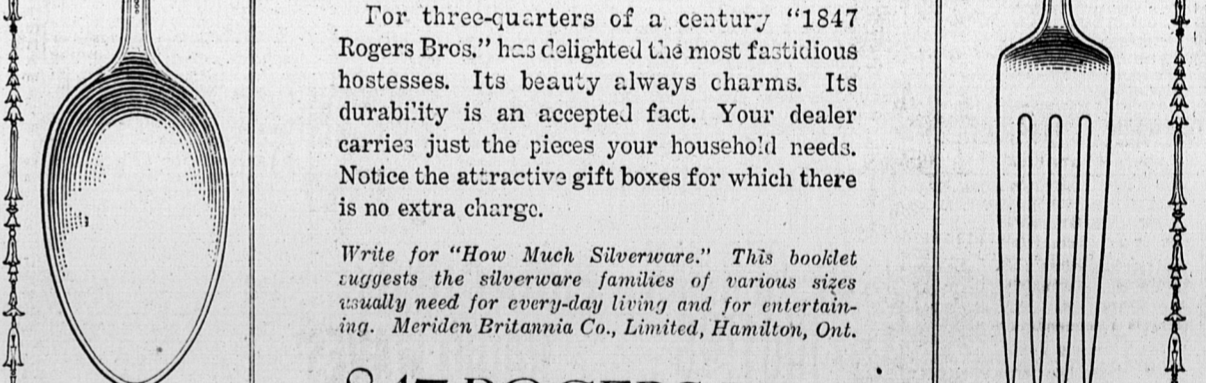 For three-quarters of a century "1847
Rogers Bros." has delighted the most fastidious
hostesses. Its beauty always charms. Its
durability is an accepted fact. Your dealer
carries just the pieces your household needs.
Notice the attractive gift boxes for which there
is no extra charge.
Write for "How Much Silverware." This booklet
suggests the silverware families of various sizes
usually need for every-day living and for entertain-
ing. Meriden Britannia Co., Limited, Hamilton, Ont.